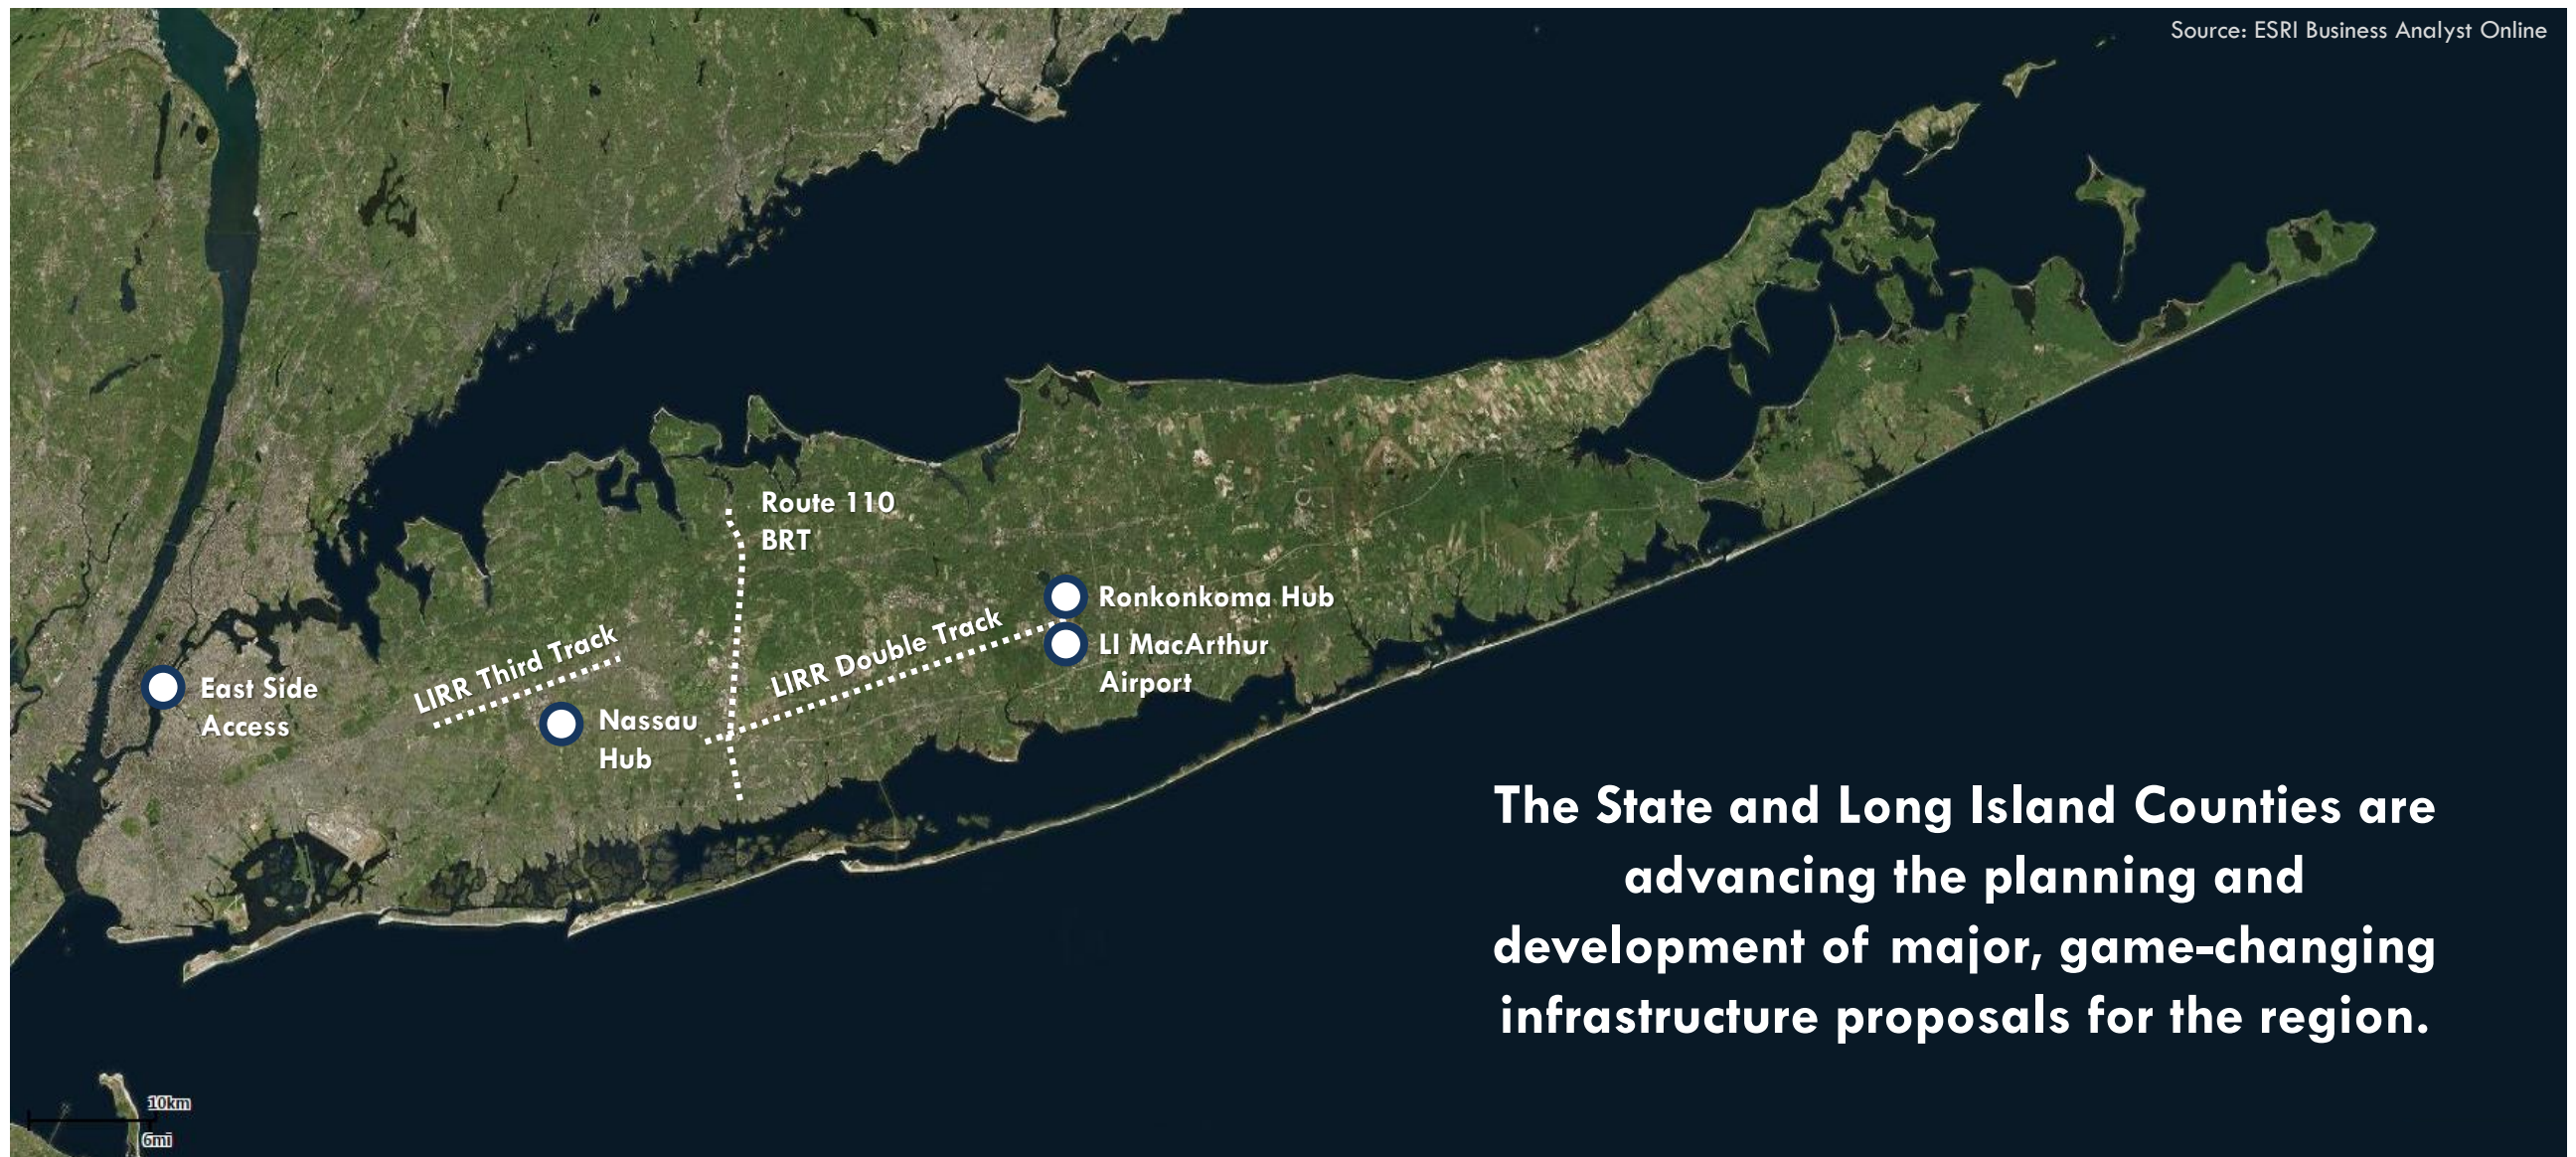 Source: ESRI Business Analyst Online
Route 110
BRT
Ronkonkoma Hub
LIRR Double Track
LI MacArthur
Airport
LIRR Third Track
East Side
Access
Nassau
Hub
The State and Long Island Counties are
advancing the planning and
development of major, game-changing
infrastructure proposals for the region.
10km
6mi